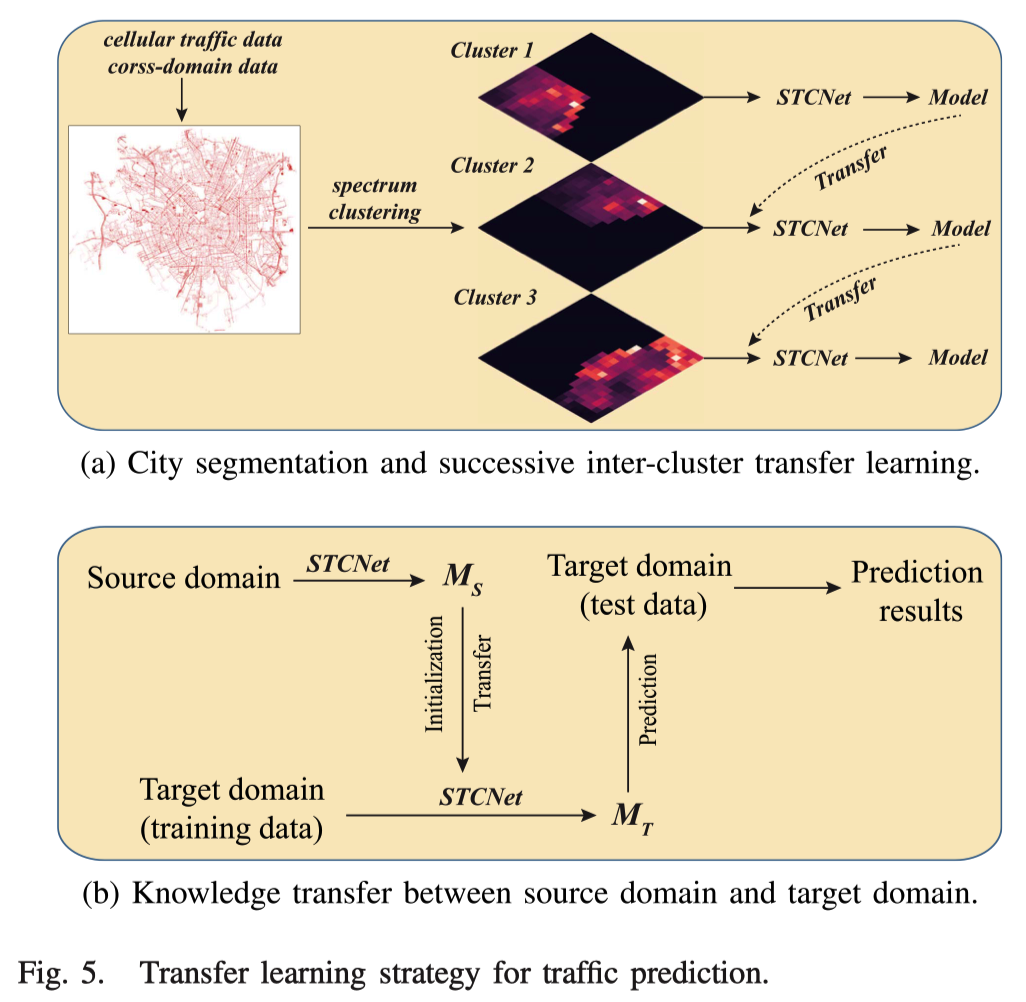 cellular traffic data
corss-domain data
spectrum
clustering
Cluster 1
STCNet
Model
Transfer
Cluster 2
STCNet
Model
Transfer
Cluster 3
STCNet
Model
(a) City segmentation and successive inter-cluster transfer learning.
Source domain
STCNet
M_S
Initialization
Transfer
Target domain
(training data)
STCNet
M_T
Prediction
Target domain
(test data)
Prediction
results
(b) Knowledge transfer between source domain and target domain.
Fig. 5. Transfer learning strategy for traffic prediction.